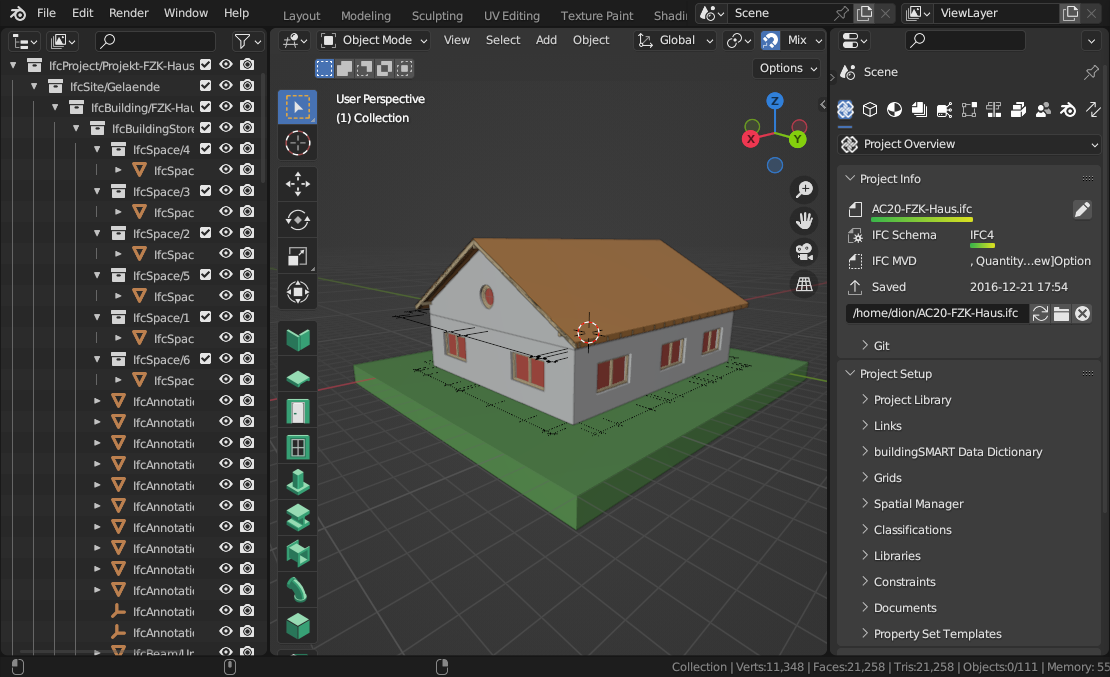 File Edit Render Window Help
Layout Modeling Sculpting UV Editing Texture Paint Shadi
Scene
ViewLayer
Object Mode View Select Add Object Global Mix
Options
IfcProject/Projekt-FZK-Haus
IfcSite/Gelaende
IfcBuilding/FZK-Hau
IfcBuildingStore
IfcSpace/4
IfcSpac
IfcSpace/3
IfcSpac
IfcSpace/2
IfcSpac
IfcSpace/5
IfcSpac
IfcSpace/1
IfcSpac
IfcSpace/6
IfcSpac
IfcAnnotati
IfcAnnotati
IfcAnnotati
IfcAnnotati
IfcAnnotati
IfcAnnotati
IfcAnnotati
IfcAnnotati
IfcAnnotati
IfcAnnotati
IfcAnnotati
IfcAnnotati
IfcBeam/Un
User Perspective
(1) Collection
Z
X
Y
Scene
Project Overview
Project Info
AC20-FZK-Haus.ifc
IFC Schema IFC4
IFC MVD , Quantity...ew]Option
Saved 2016-12-21 17:54
/home/dion/AC20-FZK-Haus.ifc
Git
Project Setup
Project Library
Links
buildingSMART Data Dictionary
Grids
Spatial Manager
Classifications
Libraries
Constraints
Documents
Property Set Templates
Collection | Verts:11,348 | Faces:21,258 | Tris:21,258 | Objects:0/111 | Memory: 55